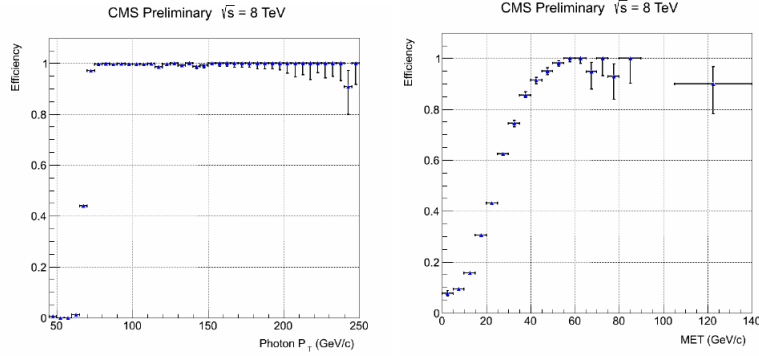 CMS Preliminary √s = 8 TeV
Efficiency
1
0.8
0.6
0.4
0.2
0
50 100 150 200 250
Photon P_T (GeV/c)
CMS Preliminary √s = 8 TeV
Efficiency
1
0.8
0.6
0.4
0.2
0
0 20 40 60 80 100 120 140
MET (GeV/c)